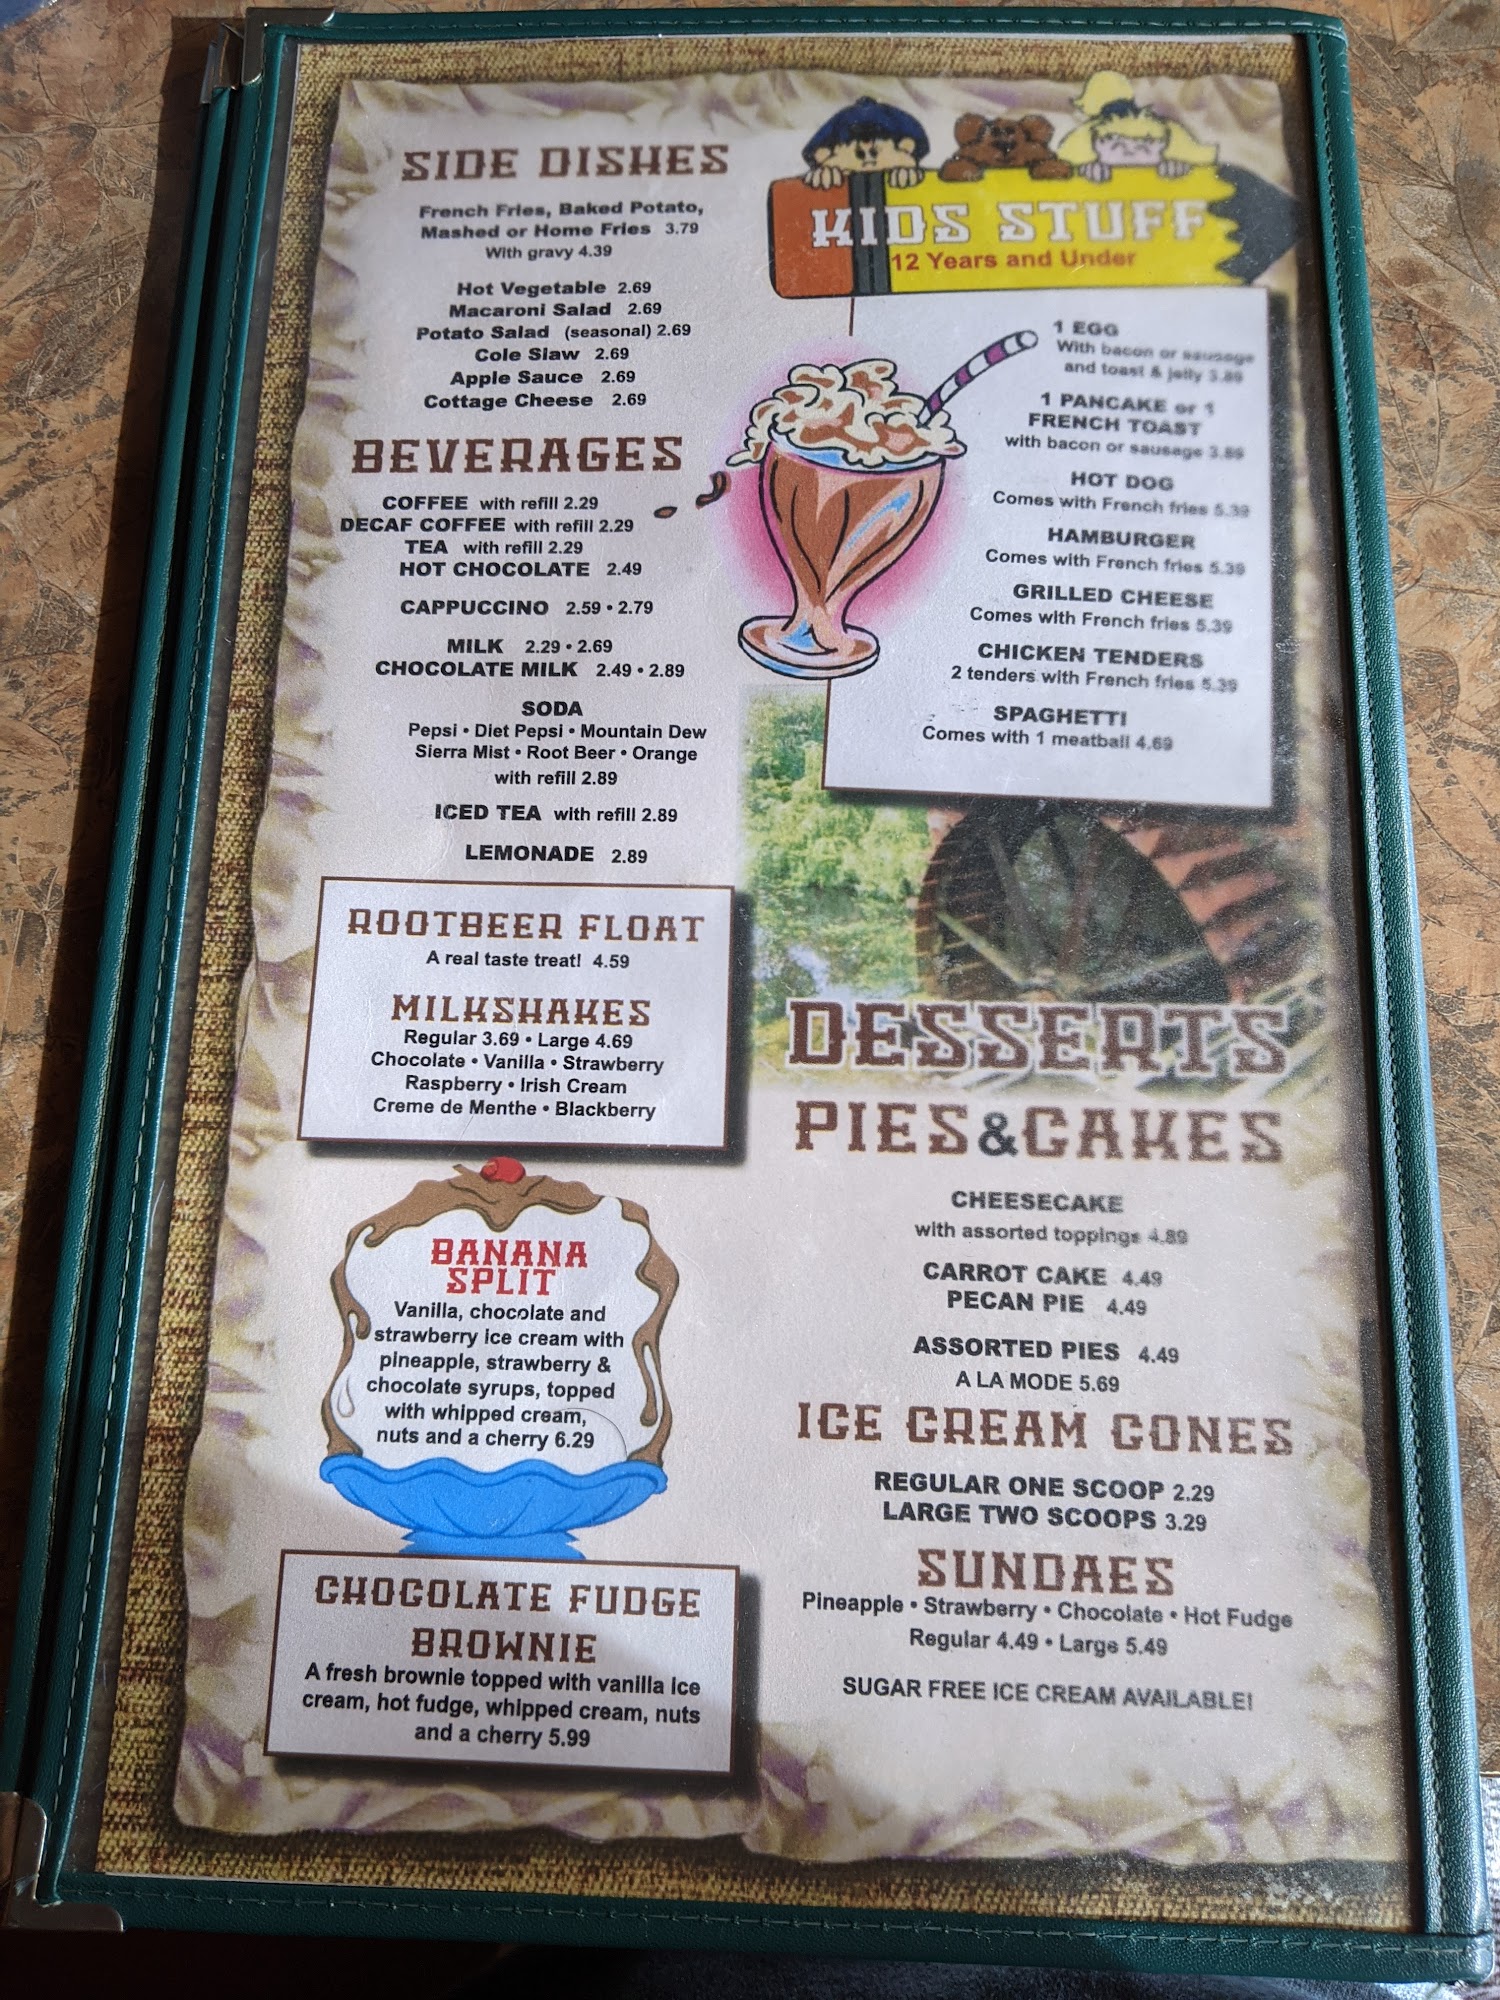 SIDE DISHES
French Fries, Baked Potato,
Mashed or Home Fries 3.79
With gravy 4.39
Hot Vegetable 2.69
Macaroni Salad 2.69
Potato Salad (seasonal) 2.69
Cole Slaw 2.69
Apple Sauce 2.69
Cottage Cheese 2.69
BEVERAGES
COFFEE with refill 2.29
DECAF COFFEE with refill 2.29
TEA with refill 2.29
HOT CHOCOLATE 2.49
CAPPUCCINO 2.59 • 2.79
MILK 2.29 • 2.69
CHOCOLATE MILK 2.49 • 2.89
SODA
Pepsi • Diet Pepsi • Mountain Dew
Sierra Mist • Root Beer • Orange
with refill 2.89
ICED TEA with refill 2.89
LEMONADE 2.89
ROOTBEER FLOAT
A real taste treat! 4.59
MILKSHAKES
Regular 3.69 • Large 4.69
Chocolate • Vanilla • Strawberry
Raspberry • Irish Cream
Creme de Menthe • Blackberry
BANANA
SPLIT
Vanilla, chocolate and
strawberry ice cream with
pineapple, strawberry &
chocolate syrups, topped
with whipped cream,
nuts and a cherry 6.29
CHOCOLATE FUDGE
BROWNIE
A fresh brownie topped with vanilla ice
cream, hot fudge, whipped cream, nuts
and a cherry 5.99
KIDS STUFF
12 Years and Under
1 EGG
With bacon or sausage
and toast & jelly 3.89
1 PANCAKE or 1
FRENCH TOAST
with bacon or sausage 3.89
HOT DOG
Comes with French fries 5.39
HAMBURGER
Comes with French fries 5.39
GRILLED CHEESE
Comes with French fries 5.39
CHICKEN TENDERS
2 tenders with French fries 5.39
SPAGHETTI
Comes with 1 meatball 4.69
DESSERTS
PIES & CAKES
CHEESECAKE
with assorted toppings 4.89
CARROT CAKE 4.49
PECAN PIE 4.49
ASSORTED PIES 4.49
A LA MODE 5.69
ICE CREAM CONES
REGULAR ONE SCOOP 2.29
LARGE TWO SCOOPS 3.29
SUNDAES
Pineapple • Strawberry • Chocolate • Hot Fudge
Regular 4.49 • Large 5.49
SUGAR FREE ICE CREAM AVAILABLE!